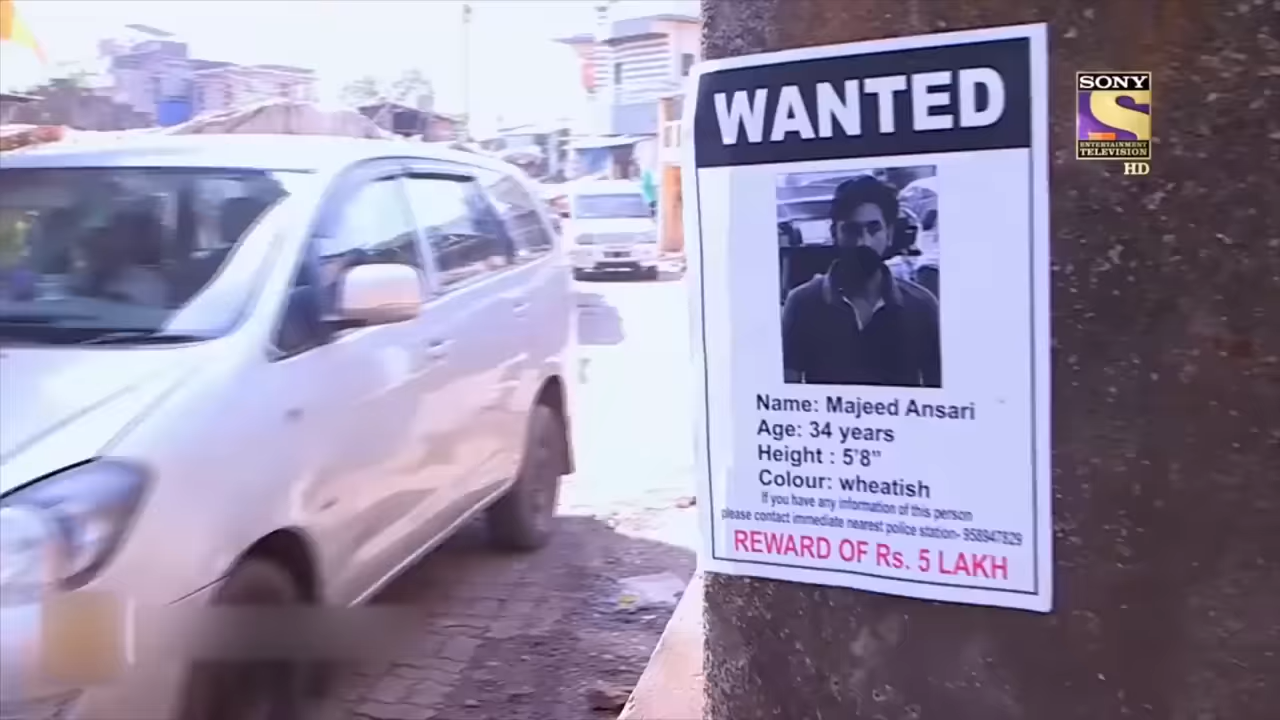 WANTED
Name: Majeed Ansari
Age: 34 years
Height : 5'8"
Colour: wheatish
If you have any information of this person
please contact immediate nearest police station- 958947829
REWARD OF Rs. 5 LAKH
SONY
S
ENTERTAINMENT
TELEVISION
HD